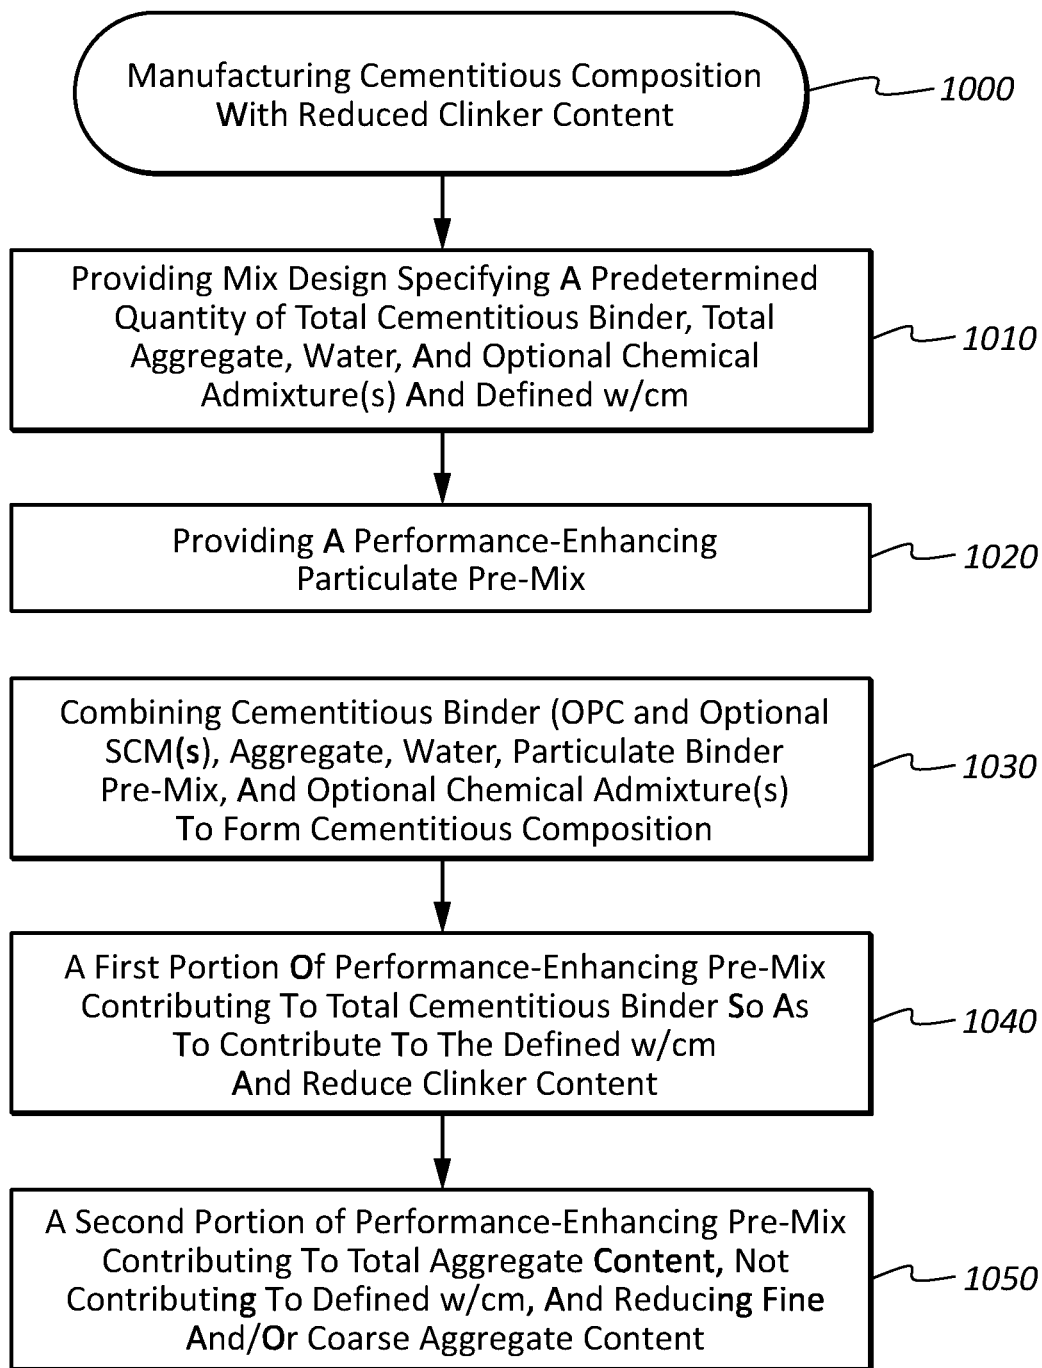 Manufacturing Cementitious Composition
With Reduced Clinker Content
1000
Providing Mix Design Specifying A Predetermined
Quantity of Total Cementitious Binder, Total
Aggregate, Water, And Optional Chemical
Admixture(s) And Defined w/cm
1010
Providing A Performance-Enhancing
Particulate Pre-Mix
1020
Combining Cementitious Binder (OPC and Optional
SCM(s), Aggregate, Water, Particulate Binder
Pre-Mix, And Optional Chemical Admixture(s)
To Form Cementitious Composition
1030
A First Portion Of Performance-Enhancing Pre-Mix
Contributing To Total Cementitious Binder So As
To Contribute To The Defined w/cm
And Reduce Clinker Content
1040
A Second Portion of Performance-Enhancing Pre-Mix
Contributing To Total Aggregate Content, Not
Contributing To Defined w/cm, And Reducing Fine
And/Or Coarse Aggregate Content
1050